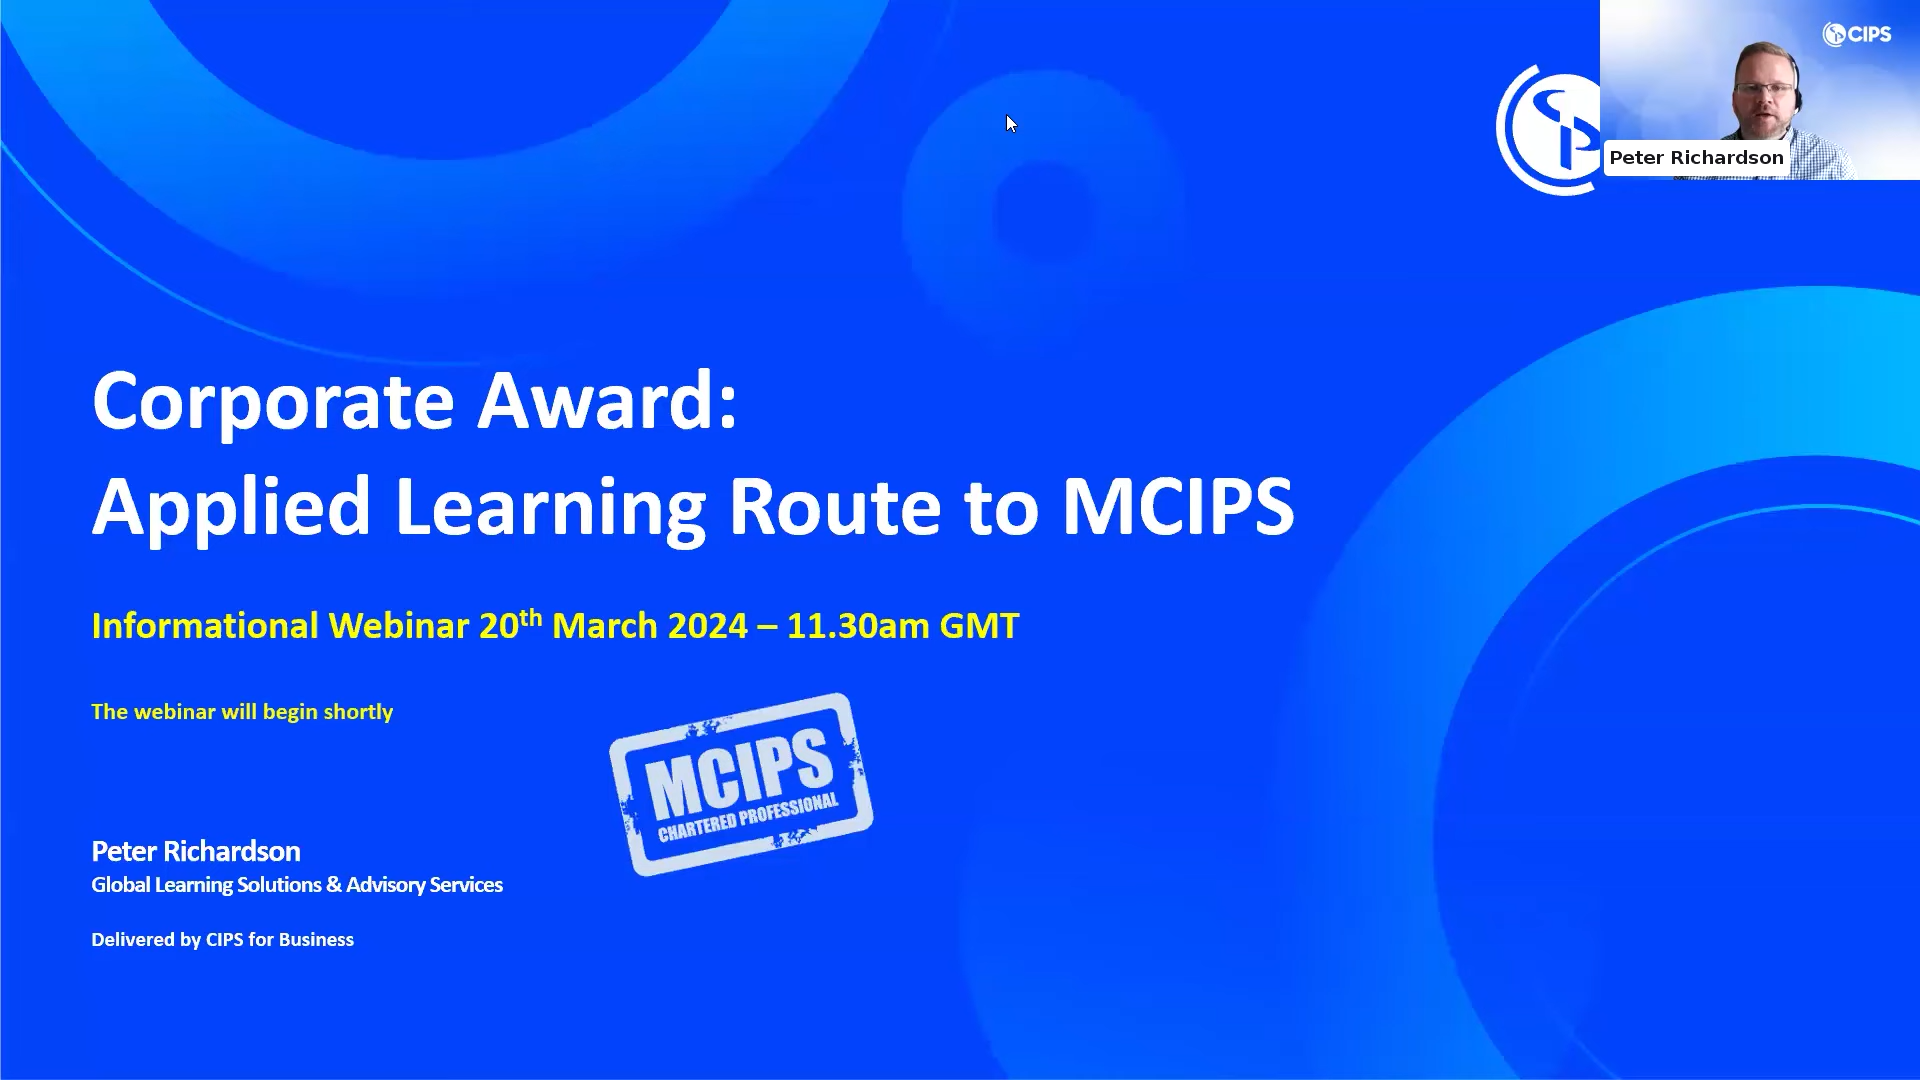 CIPS
Peter Richardson
Corporate Award:
Applied Learning Route to MCIPS
Informational Webinar 20th March 2024 – 11.30am GMT
The webinar will begin shortly
MCIPS
CHARTERED PROFESSIONAL
Peter Richardson
Global Learning Solutions & Advisory Services
Delivered by CIPS for Business